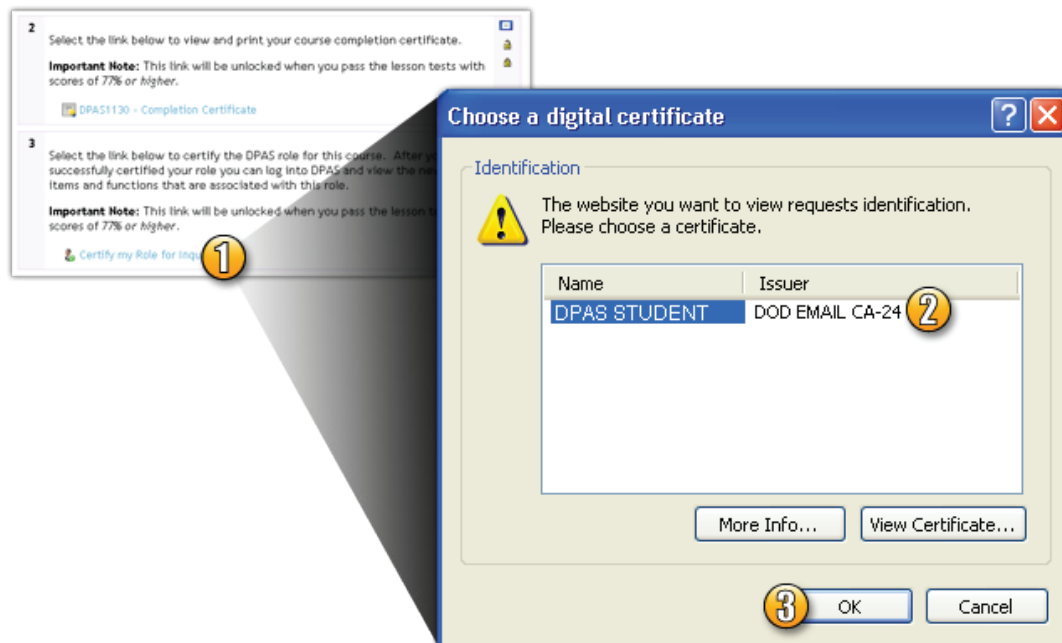 2
Select the link below to view and print your course completion certificate.
Important Note: This link will be unlocked when you pass the lesson tests with
scores of 77% or higher.
DPAS1130 - Completion Certificate
3
Select the link below to certify the DPAS role for this course. After
successfully certified your role you can log into DPAS and view the
items and functions that are associated with this role.
Important Note: This link will be unlocked when you pass the lesson
scores of 77% or higher.
Certify my Role for
1
Choose a digital certificate
Identification
The website you want to view requests identification.
Please choose a certificate.
Name Issuer
DPAS STUDENT DOD EMAIL CA-24 2
More Info... View Certificate...
3 OK Cancel